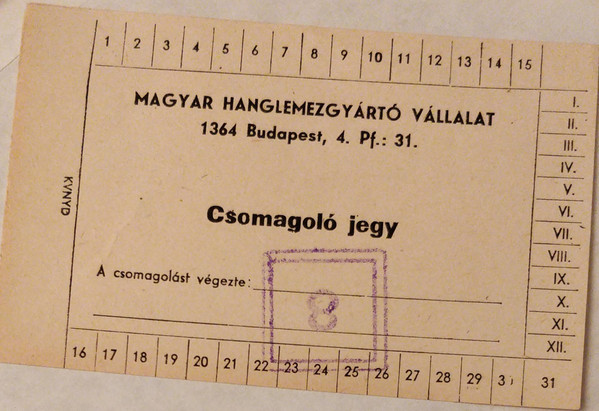 1 2 3 4 5 6 7 8 9 10 11 12 13 14 15
MAGYAR HANGLEMEZGYÁRTÓ VÁLLALAT
1364 Budapest, 4. Pf.: 31.
I.
II.
III.
IV.
V.
VI.
VII.
VIII.
IX.
X.
XI.
XII.
KVNYD
Csomagoló jegy
A csomagolást végezte:
8
16 17 18 19 20 21 22 23 24 25 26 27 28 29 30 31